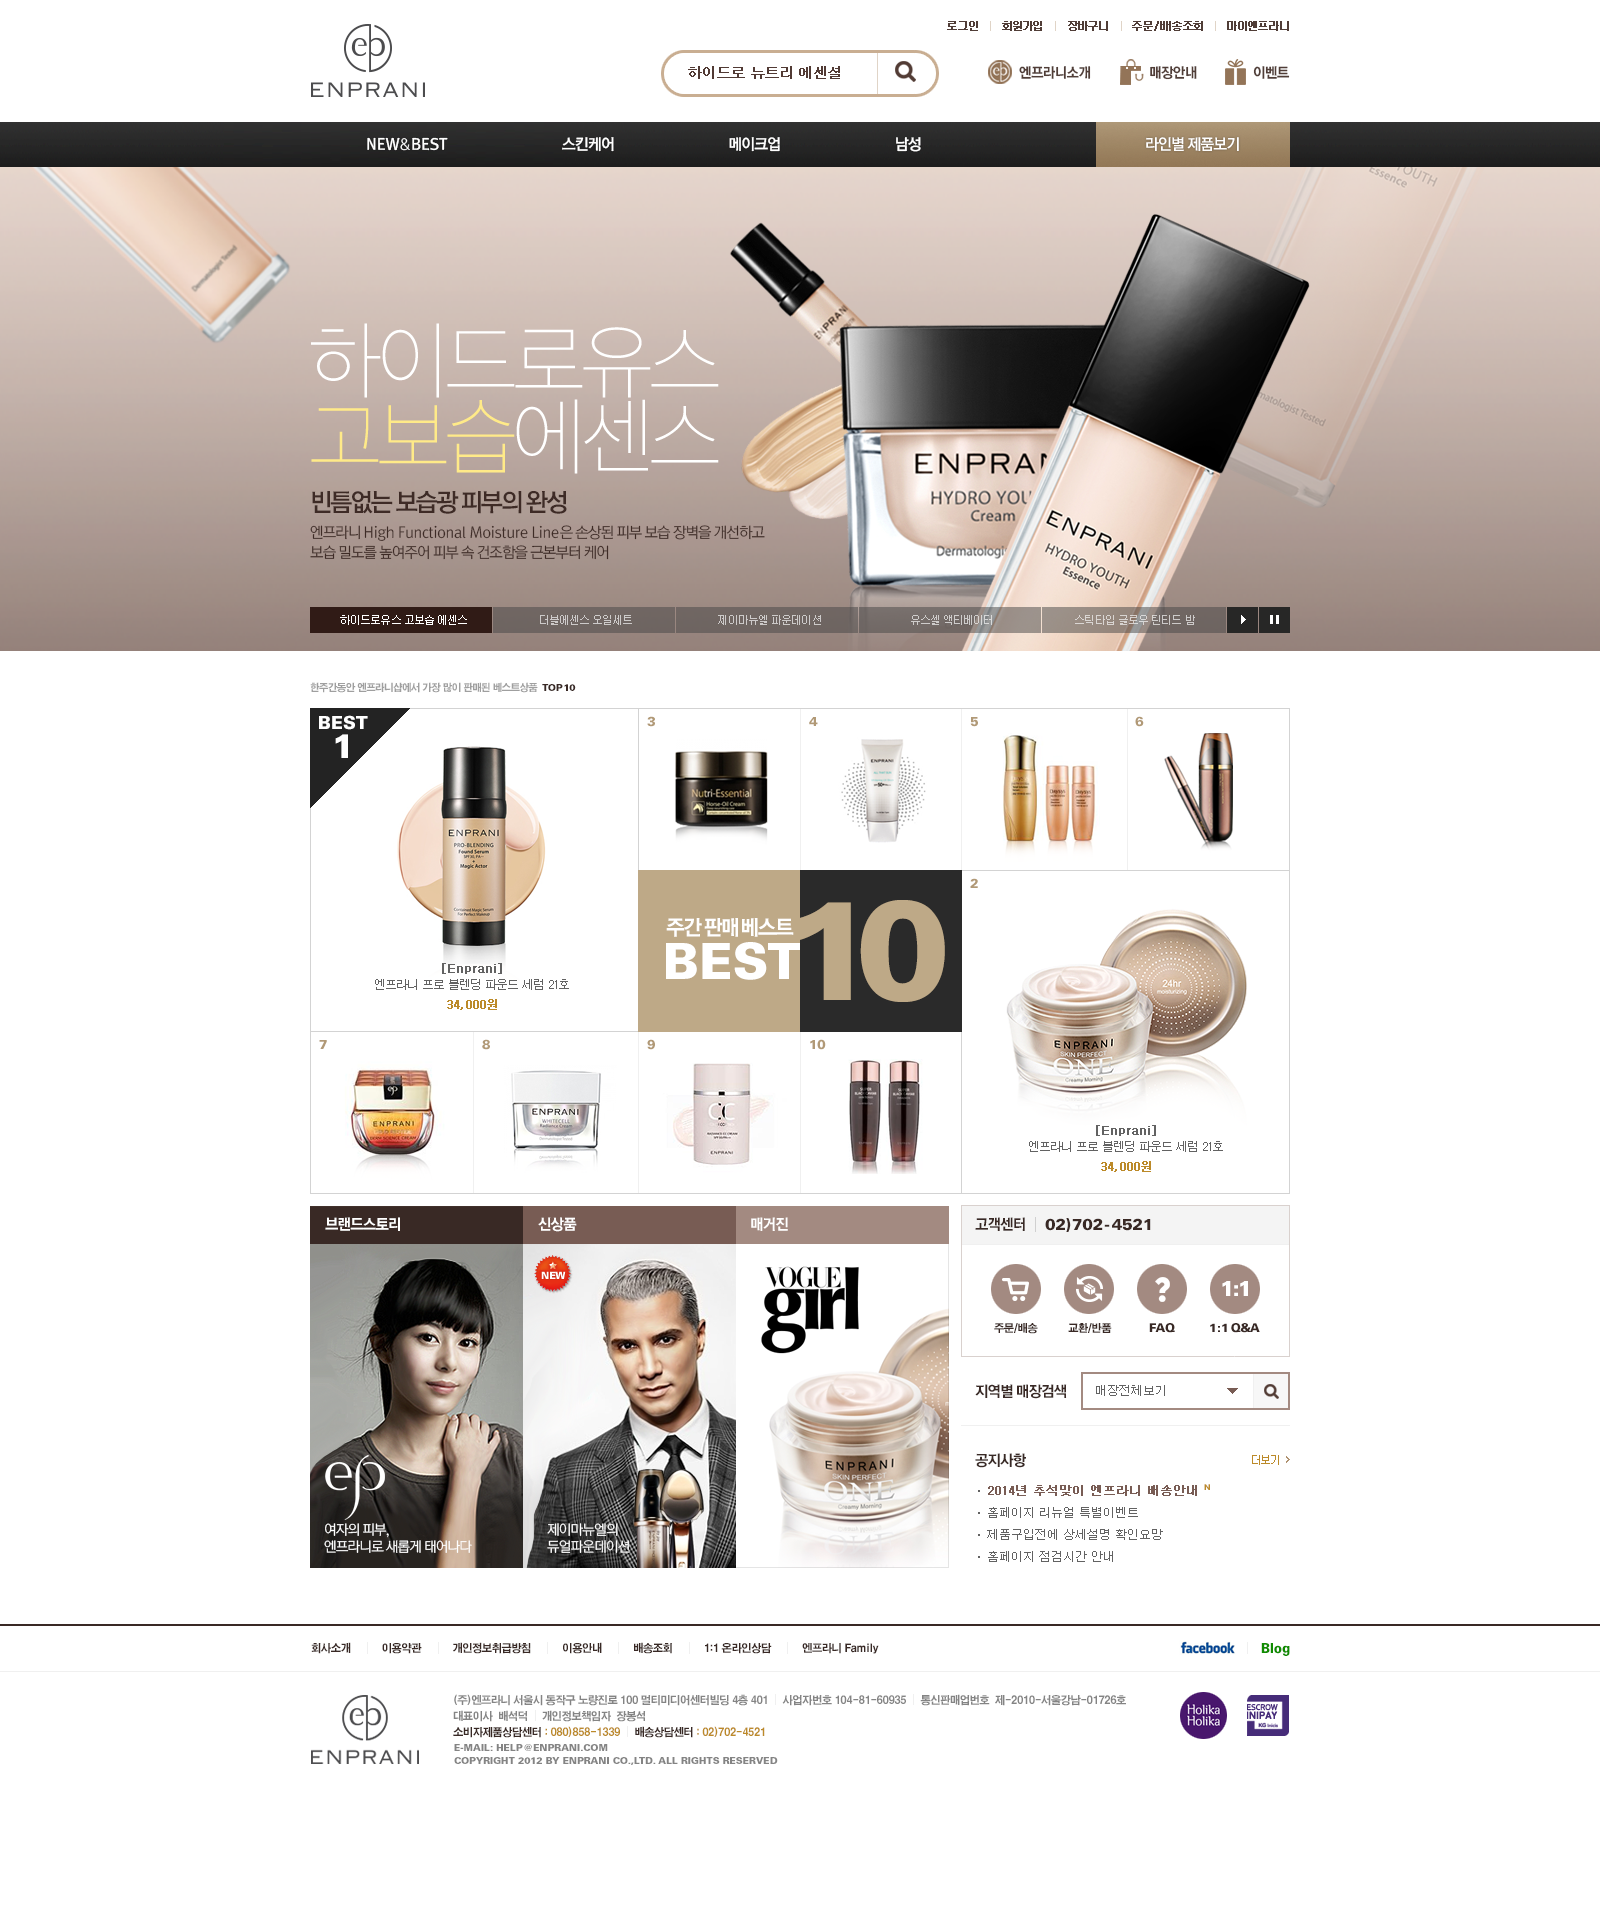 로그인
회원가입
장바구니
주문/배송조회
마이엔프라니
ep
ENPRANI
하이드로 뉴트리 에센셜
엔프라니소개
매장안내
이벤트
NEW&BEST
스킨케어
메이크업
남성
라인별 제품보기
YOUTH
Essence
Dermatologist Tested
ENPRANI
하이드로유스
고보습에센스
빈틈없는 보습광 피부의 완성
엔프라니 High Functional Moisture Line은 손상된 피부 보습 장벽을 개선하고
보습 밀도를 높여주어 피부 속 건조함을 근본부터 케어
ENPRAN
HYDRO YOU
Cream
Dermatologis
ENPRANI
HYDRO YOUTH
Essence
matologist Tested
하이드로유스 고보습 에센스
더블에센스 오일세트
제이마뉴엘 파운데이션
유스셀 액티베이터
스틱타입 글로우 틴티드 밤
한주간동안 엔프라니샵에서 가장 많이 판매된 베스트상품 TOP 10
BEST
1
ENPRANI
PRO-BLENDING
Found Serum
SPF30, PA++
Magic Actor
[Enprani]
엔프라니 프로 블렌딩 파운드 세럼 21호
34,000원
3
Nutri-Essential
Horse-Oil Cream
4
ENPRANI
5
6
주간 판매 베스트
BEST 10
2
24hr
moisturizing
ENPRANI
SKIN PERFECT
ONE
Creamy Morning
[Enprani]
엔프라니 프로 블렌딩 파운드 세럼 21호
34,000원
7
ep
ENPRANI
8
ENPRANI
WHITECELL
Radiance Cream
9
CC
ENPRANI
10
브랜드스토리
ep
여자의 피부,
엔프라니로 새롭게 태어나다
신상품
NEW
제이마뉴엘의
듀얼파운데이션
매거진
VOGUE
girl
ENPRANI
SKIN PERFECT
ONE
Creamy Morning
고객센터
02)702-4521
주문/배송
교환/반품
?
FAQ
1:1
1:1 Q&A
지역별 매장검색
매장전체보기
공지사항
더보기
· 2014년 추석맞이 엔프라니 배송안내 N
· 홈페이지 리뉴얼 특별이벤트
· 제품구입전에 상세설명 확인요망
· 홈페이지 점검시간 안내
회사소개
이용약관
개인정보취급방침
이용안내
배송조회
1:1 온라인상담
엔프라니 Family
facebook
Blog
ep
ENPRANI
(주)엔프라니 서울시 동작구 노량진로 100 멀티미디어센터빌딩 4층 401 사업자번호 104-81-60935 통신판매업번호 제-2010-서울강남-01726호
대표이사 배석덕 개인정보책임자 장봉석
소비자제품상담센터 : 080)858-1339 배송상담센터 : 02)702-4521
E-MAIL: HELP@ENPRANI.COM
COPYRIGHT 2012 BY ENPRANI CO.,LTD. ALL RIGHTS RESERVED
Holika
Holika
ESCROW
INIPAY
KG Inicis